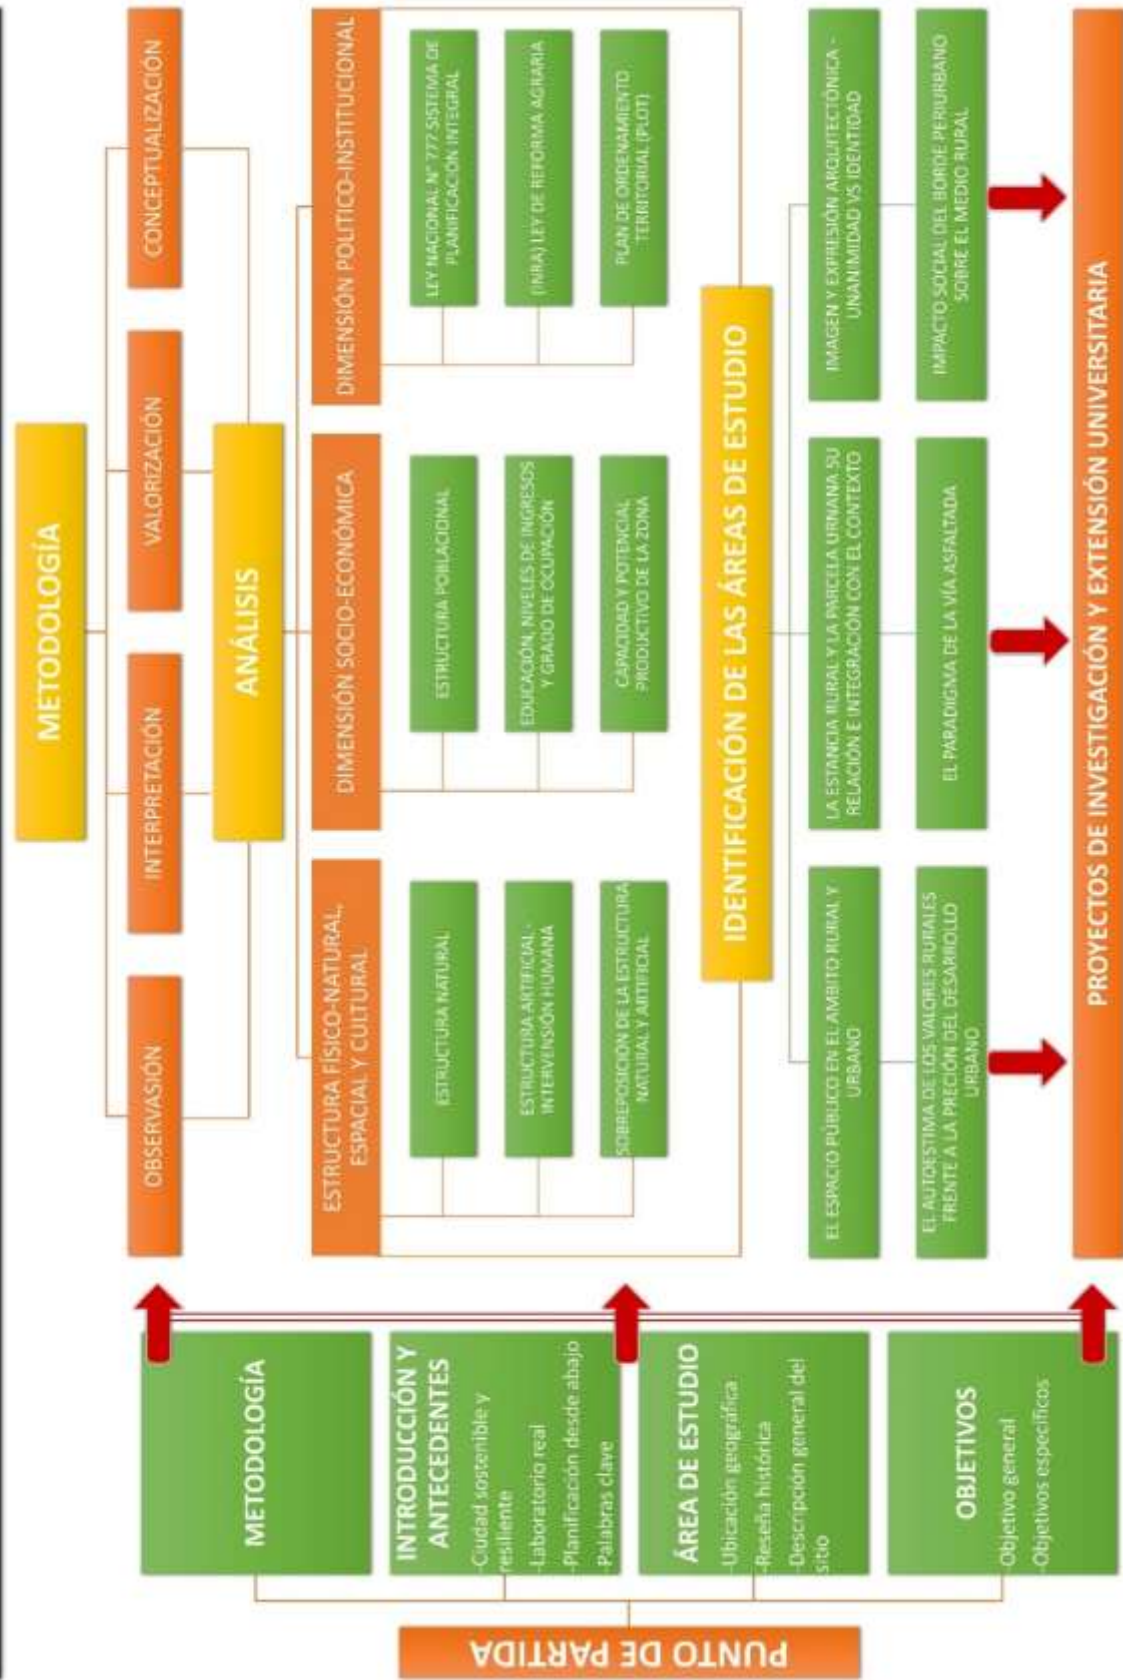 PUNTO DE PARTIDA
METODOLOGÍA
INTRODUCCIÓN Y
ANTECEDENTES
-Ciudad sostenible y
resiliente
-Laboratorio real
-Planificación desde abajo
-Palabras clave
ÁREA DE ESTUDIO
-Ubicación geográfica
-Reseña histórica
-Descripción general del
sitio
OBJETIVOS
-Objetivo general
-Objetivos específicos
METODOLOGÍA
OBSERVASIÓN
INTERPRETACIÓN
VALORIZACIÓN
CONCEPTUALIZACIÓN
ANÁLISIS
ESTRUCTURA FÍSICO-NATURAL,
ESPACIAL Y CULTURAL
ESTRUCTURA NATURAL
ESTRUCTURA ARTIFICIAL-
INTERVENSIÓN HUMANA
SOBREPOSICIÓN DE LA ESTRUCTURA
NATURAL Y ARTIFICIAL
DIMENSIÓN SOCIO-ECONÓMICA
ESTRUCTURA POBLACIONAL
EDUCACIÓN, NIVELES DE INGRESOS
Y GRADO DE OCUPACIÓN
CAPACIDAD Y POTENCIAL
PRODUCTIVO DE LA ZONA
DIMENSIÓN POLITICO-INSTITUCIONAL
LEY NACIONAL N° 777 SISTEMA DE
PLANIFICACIÓN INTEGRAL
(INRA) LEY DE REFORMA AGRARIA
PLAN DE ORDENAMIENTO
TERRITORIAL (PLOT)
IDENTIFICACIÓN DE LAS ÁREAS DE ESTUDIO
EL ESPACIO PÚBLICO EN EL AMBITO RURAL Y
URBANO
EL AUTOESTIMA DE LOS VALORES RURALES
FRENTE A LA PRECIÓN DEL DESARROLLO
URBANO
LA ESTANCIA RURAL Y LA PARCELA URNANA SU
RELACIÓN E INTEGRACIÓN CON EL CONTEXTO
EL PARADIGMA DE LA VÍA ASFALTADA
IMAGEN Y EXPRESIÓN ARQUITECTÓNICA -
UNANIMIDAD VS IDENTIDAD
IMPACTO SOCIAL DEL BORDE PERIURBANO
SOBRE EL MEDIO RURAL
PROYECTOS DE INVESTIGACIÓN Y EXTENSIÓN UNIVERSITARIA